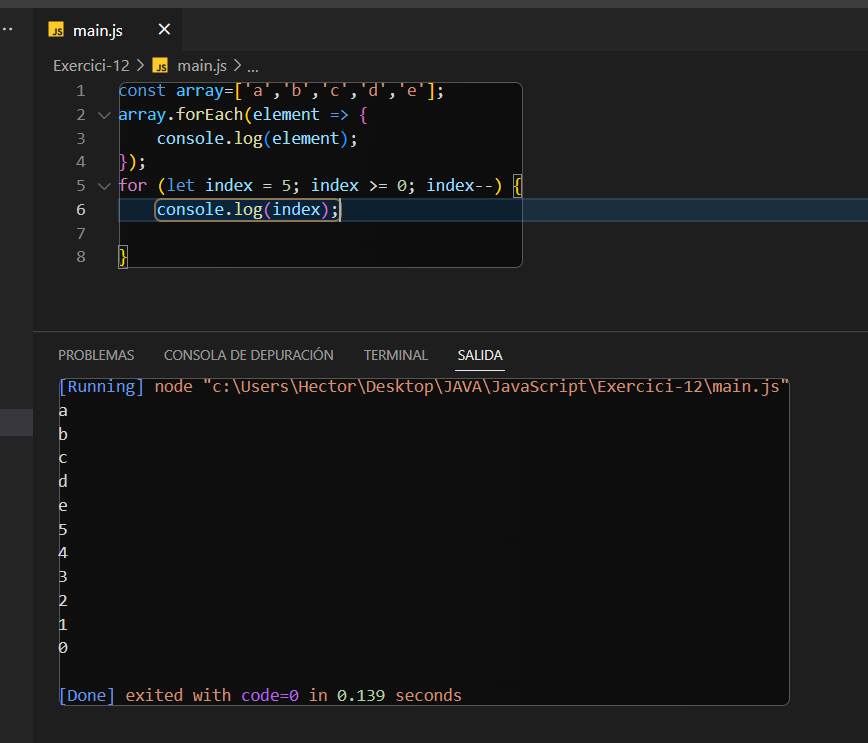 JS main.js ×
Exercici-12 > JS main.js > ...
1 const array=['a','b','c','d','e'];
2 array.forEach(element => {
3     console.log(element);
4 });
5 for (let index = 5; index >= 0; index--) {
6     console.log(index);
7
8 }
PROBLEMAS CONSOLA DE DEPURACIÓN TERMINAL SALIDA
[Running] node "c:\Users\Hector\Desktop\JAVA\JavaScript\Exercici-12\main.js"
a
b
c
d
e
5
4
3
2
1
0
[Done] exited with code=0 in 0.139 seconds